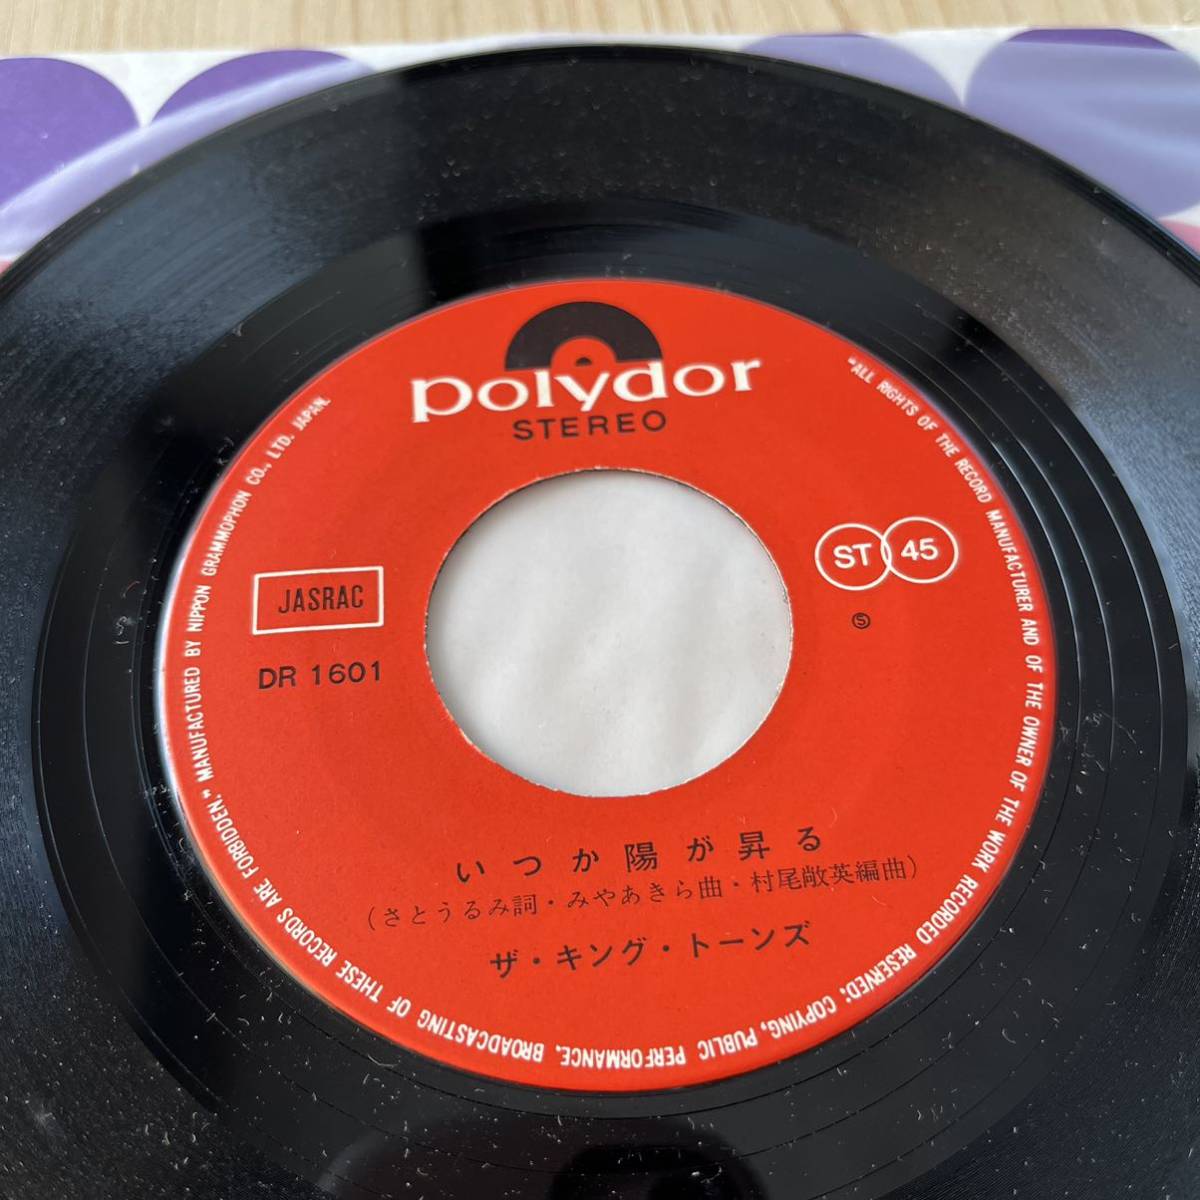 polydor
STEREO
JASRAC
DR 1601
ST 45
Ⓢ
いつか陽が昇る
(さとうるみ詞・みやあきら曲・村尾敞英編曲)
ザ・キング・トーンズ
"ALL RIGHTS OF THE RECORD MANUFACTURER AND OF THE OWNER OF THE WORK RECORDED RESERVED: COPYING, PUBLIC PERFORMANCE, BROADCASTING OF THESE RECORDS ARE FORBIDDEN." MANUFACTURED BY NIPPON GRAMMOPHON CO., LTD. JAPAN.